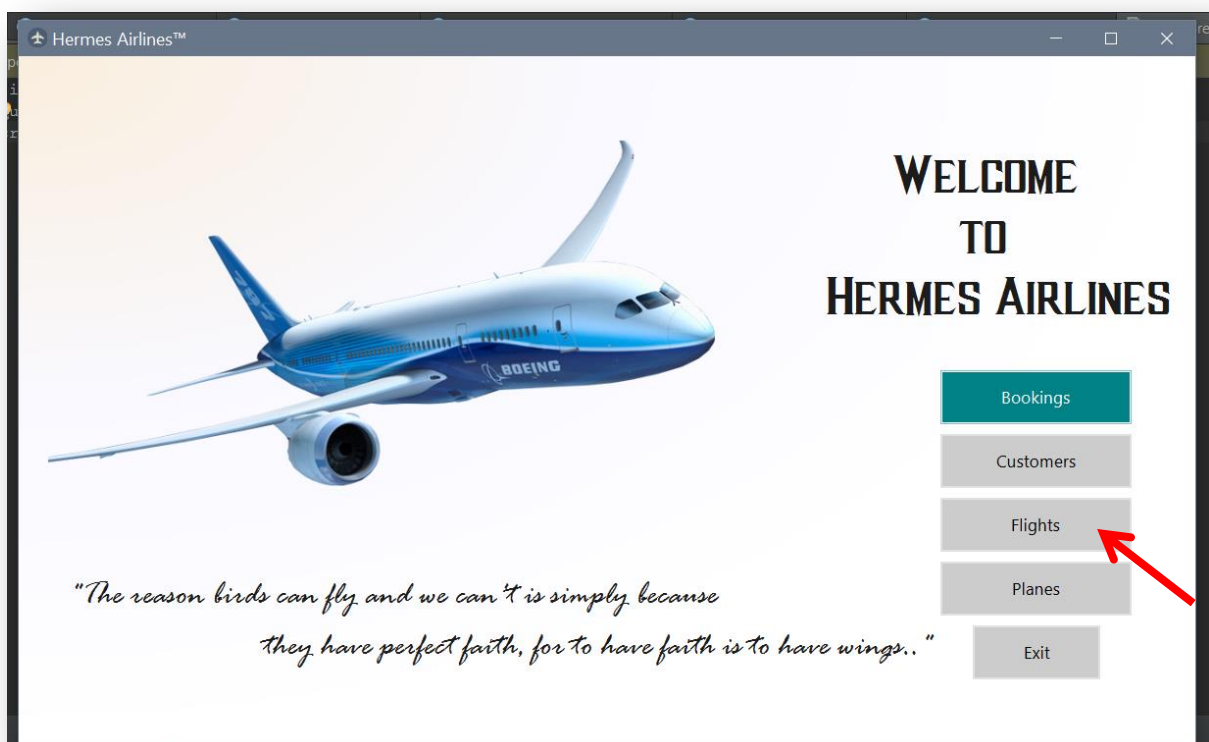 Hermes Airlines™
WELCOME
TO
HERMES AIRLINES
787
BOEING
Bookings
Customers
Flights
Planes
Exit
"The reason birds can fly and we can't is simply because
they have perfect faith, for to have faith is to have wings.."